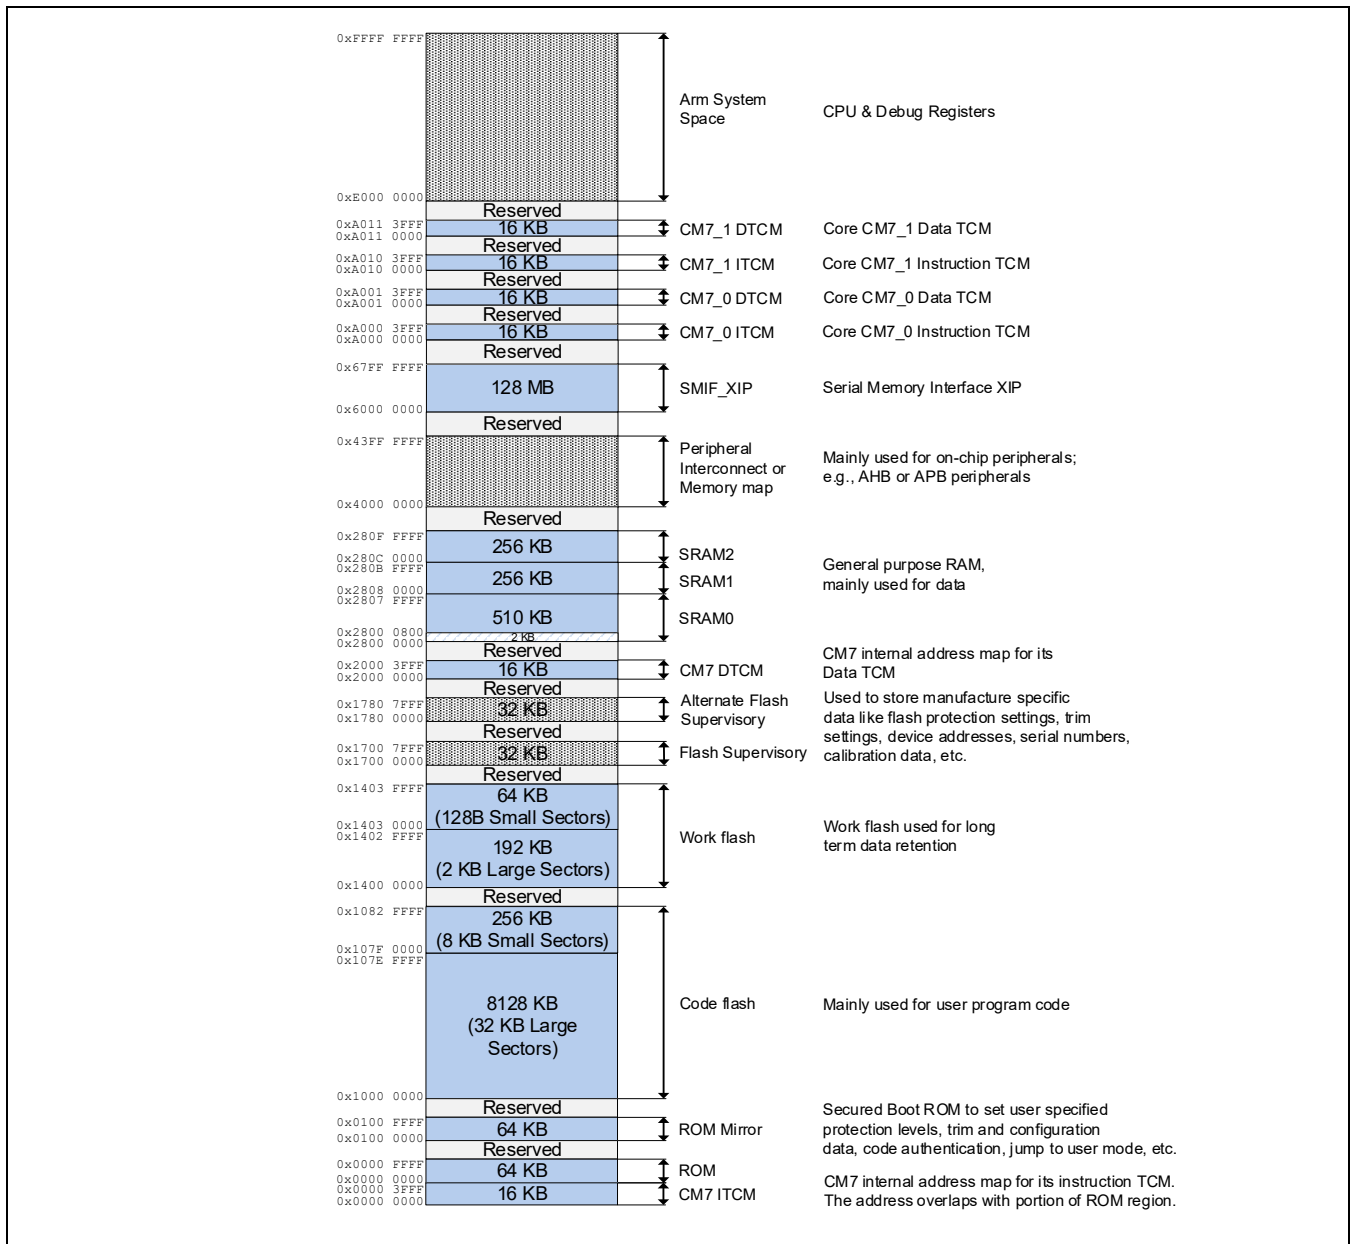 0xFFFF FFFF
Arm System
Space
CPU & Debug Registers
0xE000 0000
Reserved
0xA011 3FFF
16 KB
CM7_1 DTCM
Core CM7_1 Data TCM
0xA011 0000
Reserved
0xA010 3FFF
16 KB
CM7_1 ITCM
Core CM7_1 Instruction TCM
0xA010 0000
Reserved
0xA001 3FFF
16 KB
CM7_0 DTCM
Core CM7_0 Data TCM
0xA001 0000
Reserved
0xA000 3FFF
16 KB
CM7_0 ITCM
Core CM7_0 Instruction TCM
0xA000 0000
Reserved
0x67FF FFFF
128 MB
SMIF_XIP
Serial Memory Interface XIP
0x6000 0000
Reserved
0x43FF FFFF
Peripheral
Interconnect or
Memory map
Mainly used for on-chip peripherals;
e.g., AHB or APB peripherals
0x4000 0000
Reserved
0x280F FFFF
256 KB
SRAM2
0x280C 0000
0x280B FFFF
256 KB
SRAM1
General purpose RAM,
mainly used for data
0x2808 0000
0x2807 FFFF
510 KB
SRAM0
0x2800 0800
2 KB
0x2800 0000
Reserved
0x2000 3FFF
16 KB
CM7 DTCM
CM7 internal address map for its
Data TCM
0x2000 0000
Reserved
0x1780 7FFF
32 KB
Alternate Flash
Supervisory
0x1780 0000
Reserved
0x1700 7FFF
32 KB
Flash Supervisory
Used to store manufacture specific
data like flash protection settings, trim
settings, device addresses, serial numbers,
calibration data, etc.
0x1700 0000
Reserved
0x1403 FFFF
64 KB
(128B Small Sectors)
0x1403 0000
0x1402 FFFF
Work flash
Work flash used for long
term data retention
192 KB
(2 KB Large Sectors)
0x1400 0000
Reserved
0x1082 FFFF
256 KB
(8 KB Small Sectors)
0x107F 0000
0x107E FFFF
8128 KB
(32 KB Large
Sectors)
Code flash
Mainly used for user program code
0x1000 0000
Reserved
0x0100 FFFF
64 KB
ROM Mirror
Secured Boot ROM to set user specified
protection levels, trim and configuration
data, code authentication, jump to user mode, etc.
0x0100 0000
Reserved
0x0000 FFFF
64 KB
ROM
0x0000 0000
0x0000 3FFF
16 KB
CM7 ITCM
CM7 internal address map for its instruction TCM.
The address overlaps with portion of ROM region.
0x0000 0000